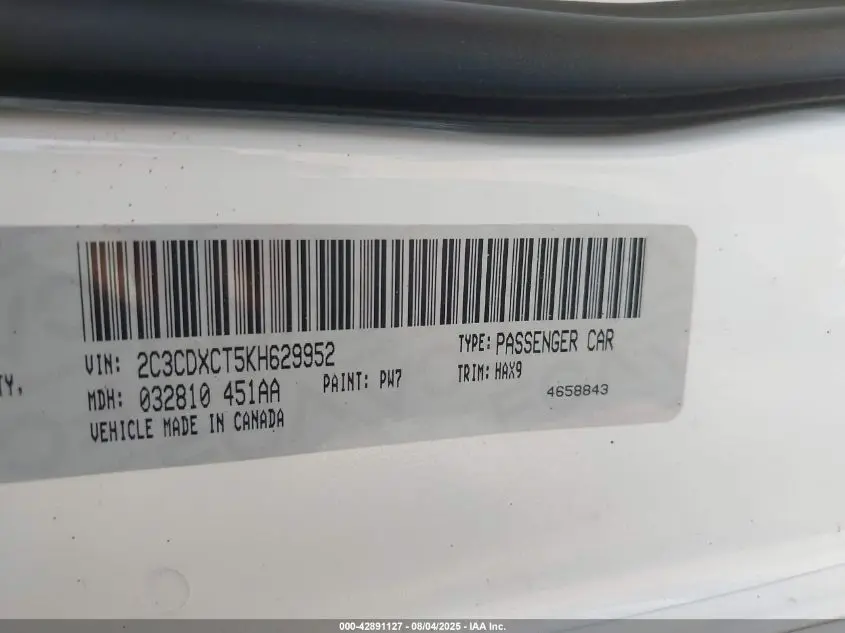 VIN: 2C3CDXCT5KH629952
TYPE: PASSENGER CAR
TY,
MDH: 032810 451AA
PAINT: PW7
TRIM: HAX9
4658843
VEHICLE MADE IN CANADA
000-42891127 - 08/04/2025 - IAA Inc.